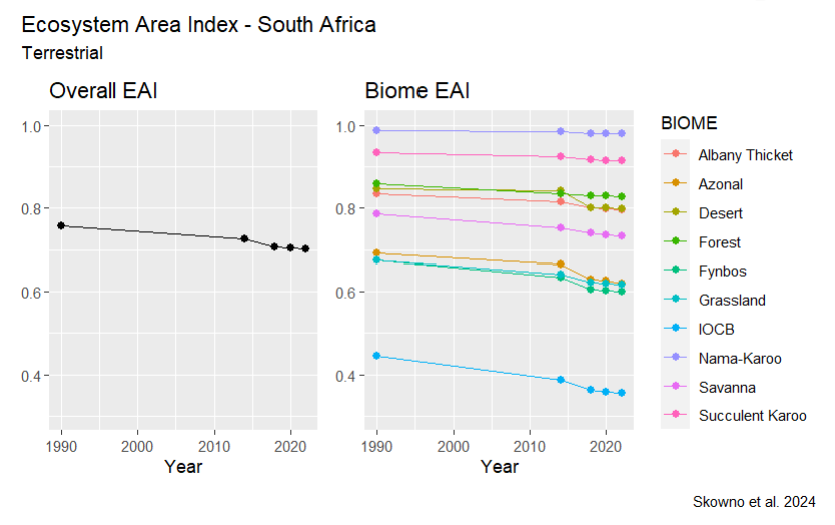 Ecosystem Area Index - South Africa
Terrestrial
Overall EAI
1.0
0.8
0.6
0.4
1990
2000
2010
2020
Year
Biome EAI
1.0
0.8
0.6
0.4
1990
2000
2010
2020
Year
BIOME
Albany Thicket
Azonal
Desert
Forest
Fynbos
Grassland
IOCB
Nama-Karoo
Savanna
Succulent Karoo
Skowno et al. 2024